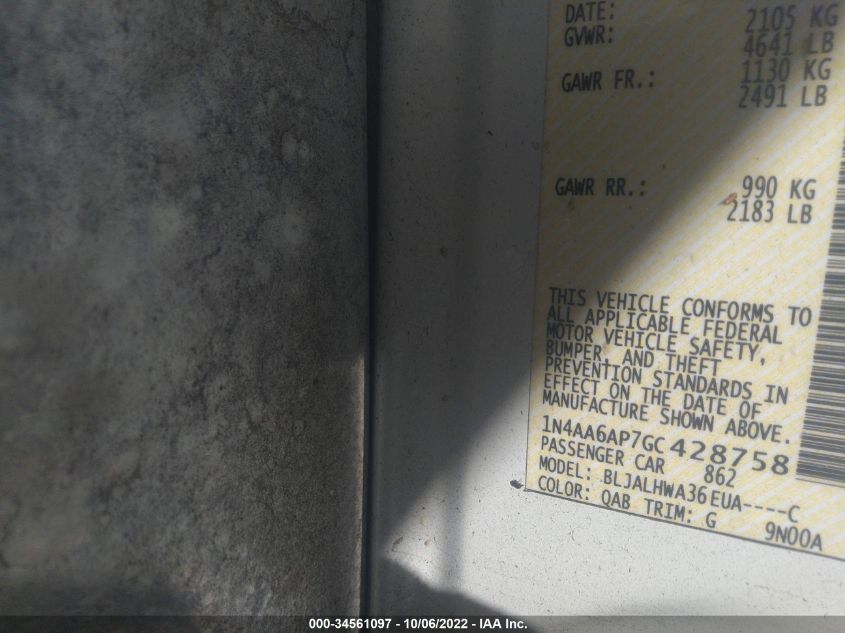 DATE: 2105 KG
GVWR: 4641 LB
GAWR FR.: 1130 KG
2491 LB
GAWR RR.: 990 KG
2183 LB
THIS VEHICLE CONFORMS TO
ALL APPLICABLE FEDERAL
MOTOR VEHICLE SAFETY,
BUMPER, AND THEFT
PREVENTION STANDARDS IN
EFFECT ON THE DATE OF
MANUFACTURE SHOWN ABOVE.
1N4AA6AP7GC428758
PASSENGER CAR 862
MODEL: BLJALHWA36EUA----C
COLOR: QAB TRIM: G 9N00A
000-34561097 - 10/06/2022 - IAA Inc.